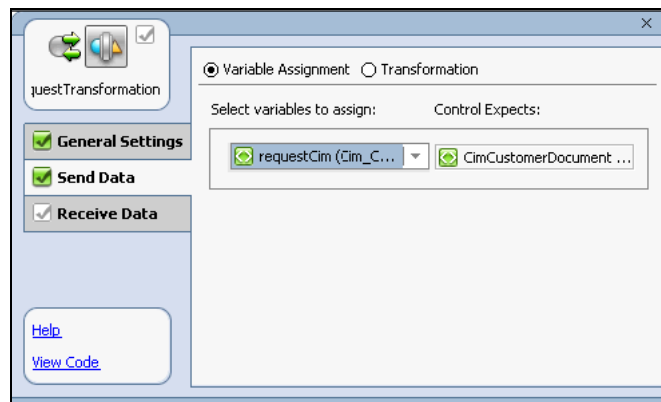 ɹuestTransformation
General Settings
Send Data
Receive Data
Help
View Code
Variable Assignment Transformation
Select variables to assign: Control Expects:
requestCim (Cim_C... CimCustomerDocument ...